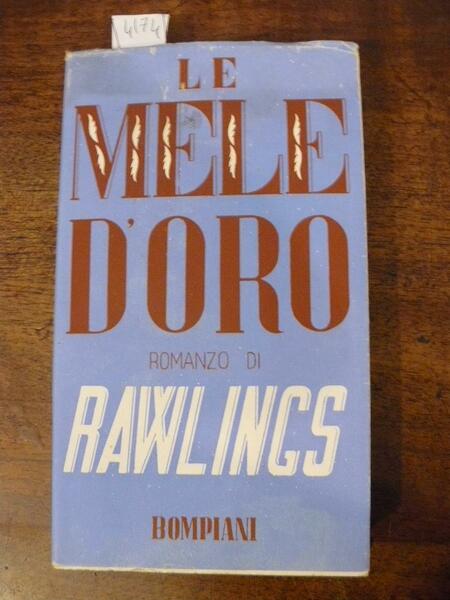 4174
LE
MELE
D'ORO
ROMANZO DI
RAWLINGS
BOMPIANI